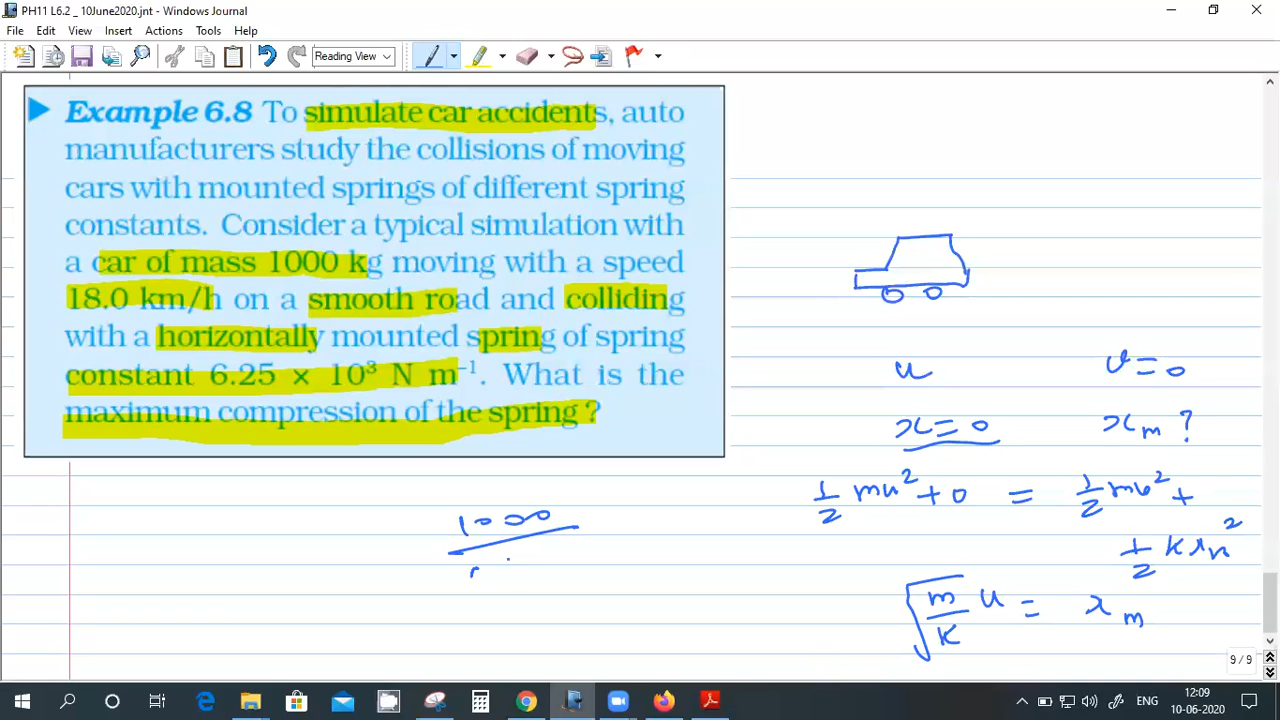 PH11 L6.2 _ 10June2020.jnt - Windows Journal
File Edit View Insert Actions Tools Help
Reading View
Example 6.8 To simulate car accidents, auto
manufacturers study the collisions of moving
cars with mounted springs of different spring
constants. Consider a typical simulation with
a car of mass 1000 kg moving with a speed
18.0 km/h on a smooth road and colliding
with a horizontally mounted spring of spring
constant 6.25 × 10³ N m⁻¹. What is the
maximum compression of the spring ?
u v = 0
x = 0 xm ?
1/2 mu² + 0 = 1/2 mv² +
1/2 k xm²
√(m/K) u = xm
1000
9 / 9
ENG
12:09
10-06-2020